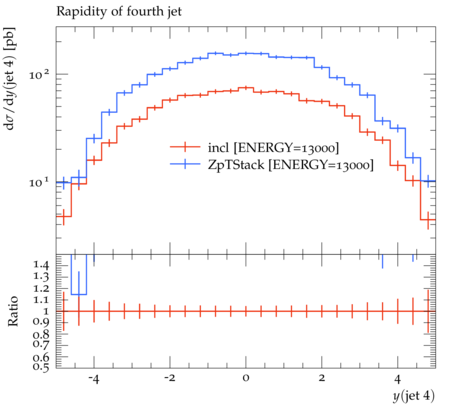 Rapidity of fourth jet
dσ/dy(jet 4) [pb]
10²
10¹
incl [ENERGY=13000]
ZpTStack [ENERGY=13000]
Ratio
1.4
1.3
1.2
1.1
1
0.9
0.8
0.7
0.6
0.5
-4 -2 0 2 4
y(jet 4)